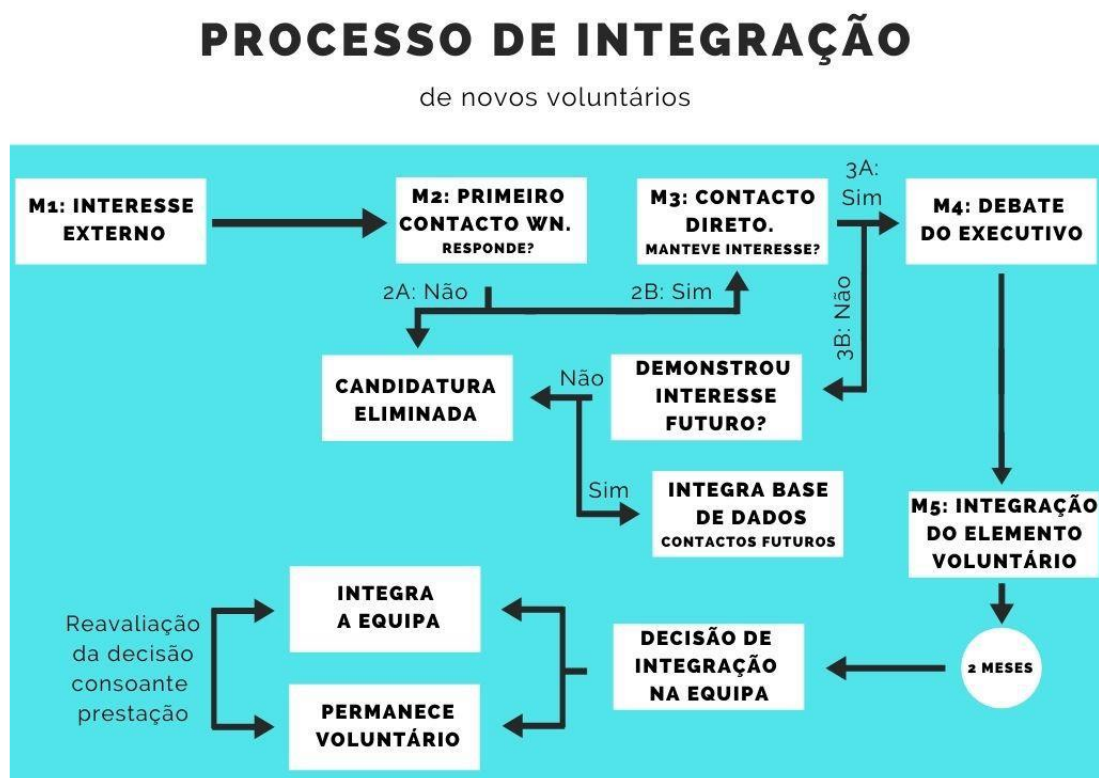 PROCESSO DE INTEGRAÇÃO
de novos voluntários
M1: INTERESSE
EXTERNO
M2: PRIMEIRO
CONTACTO WN.
RESPONDE?
M3: CONTACTO
DIRETO.
MANTEVE INTERESSE?
3A:
Sim
M4: DEBATE
DO EXECUTIVO
2A: Não
2B: Sim
3B: Não
CANDIDATURA
ELIMINADA
Não
DEMONSTROU
INTERESSE
FUTURO?
Sim
INTEGRA BASE
DE DADOS
CONTACTOS FUTUROS
M5: INTEGRAÇÃO
DO ELEMENTO
VOLUNTÁRIO
2 MESES
DECISÃO DE
INTEGRAÇÃO
NA EQUIPA
INTEGRA
A EQUIPA
PERMANECE
VOLUNTÁRIO
Reavaliação
da decisão
consoante
prestação